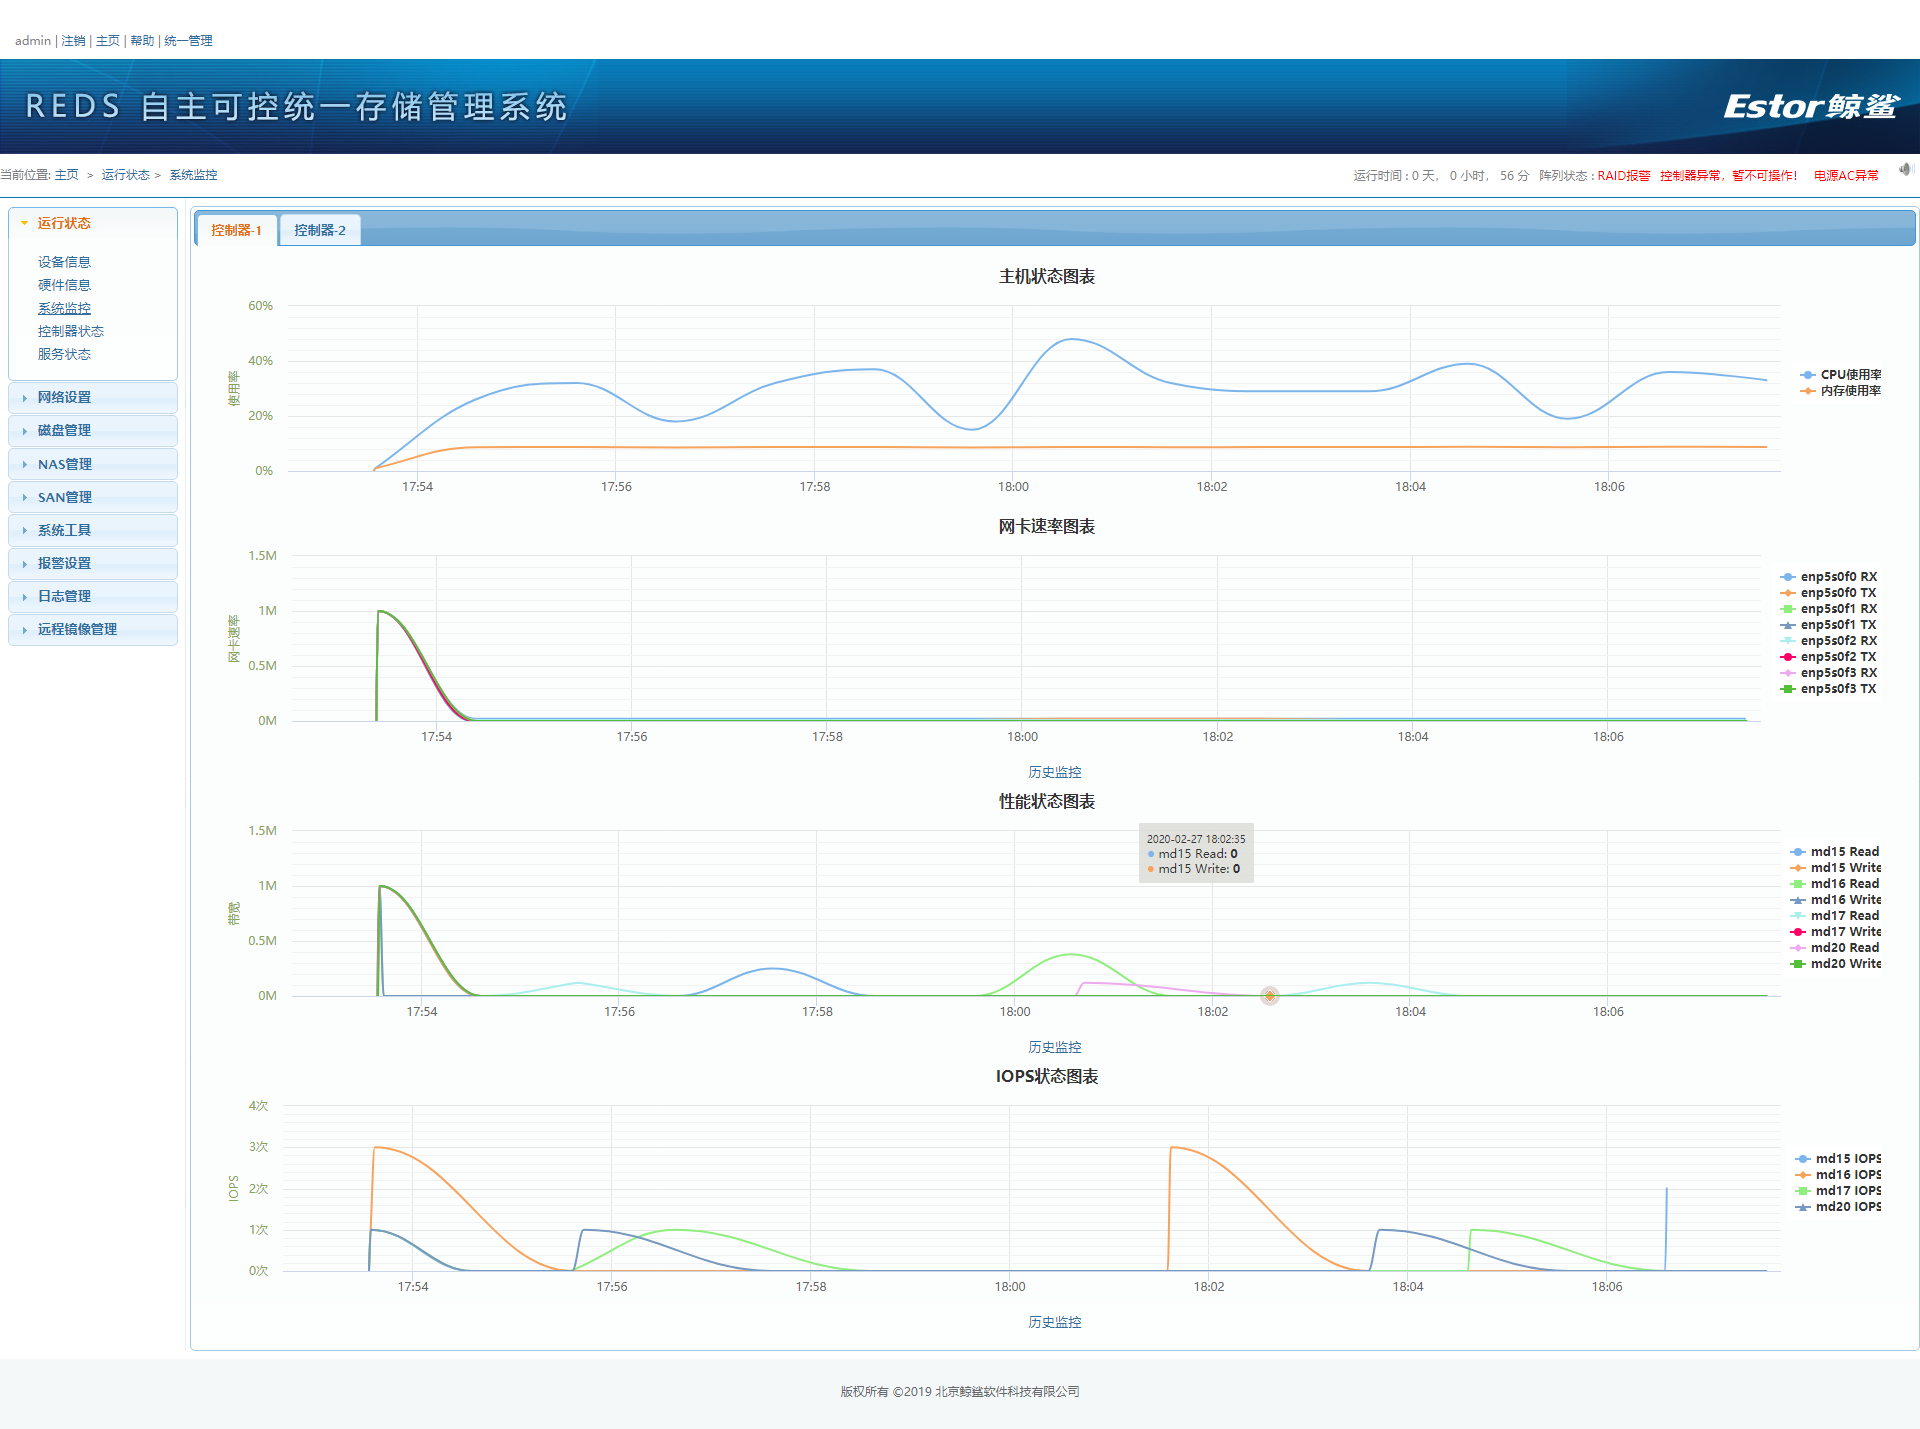 admin | 注销 | 主页 | 帮助 | 统一管理
REDS 自主可控统一存储管理系统
Estor鲸鲨
当前位置: 主页 > 运行状态 > 系统监控
运行时间 : 0 天， 0 小时， 56 分 阵列状态 : RAID报警 控制器异常，暂不可操作! 电源AC异常
运行状态
设备信息
硬件信息
系统监控
控制器状态
服务状态
网络设置
磁盘管理
NAS管理
SAN管理
系统工具
报警设置
日志管理
远程镜像管理
控制器-1
控制器-2
主机状态图表
使用率
60%
40%
20%
0%
17:54
17:56
17:58
18:00
18:02
18:04
18:06
CPU使用率
内存使用率
网卡速率图表
网卡速率
1.5M
1M
0.5M
0M
17:54
17:56
17:58
18:00
18:02
18:04
18:06
enp5s0f0 RX
enp5s0f0 TX
enp5s0f1 RX
enp5s0f1 TX
enp5s0f2 RX
enp5s0f2 TX
enp5s0f3 RX
enp5s0f3 TX
历史监控
性能状态图表
带宽
1.5M
1M
0.5M
0M
2020-02-27 18:02:35
md15 Read: 0
md15 Write: 0
17:54
17:56
17:58
18:00
18:02
18:04
18:06
md15 Read
md15 Write
md16 Read
md16 Write
md17 Read
md17 Write
md20 Read
md20 Write
历史监控
IOPS状态图表
IOPS
4次
3次
2次
1次
0次
17:54
17:56
17:58
18:00
18:02
18:04
18:06
md15 IOPS
md16 IOPS
md17 IOPS
md20 IOPS
历史监控
版权所有 ©2019 北京鲸鲨软件科技有限公司